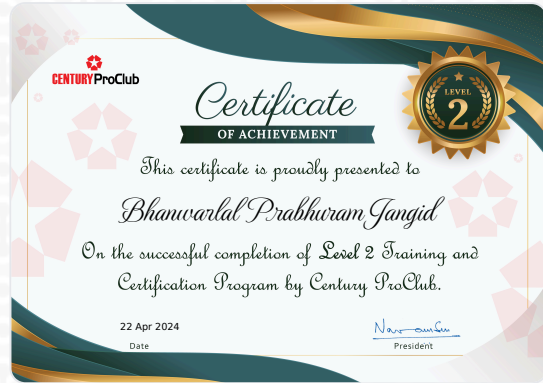 CENTURY ProClub
Certificate
OF ACHIEVEMENT
LEVEL
2
This certificate is proudly presented to
Bhanwarlal Prabhuram Jangid
On the successful completion of Level 2 Training and
Certification Program by Century ProClub.
22 Apr 2024
Date
President